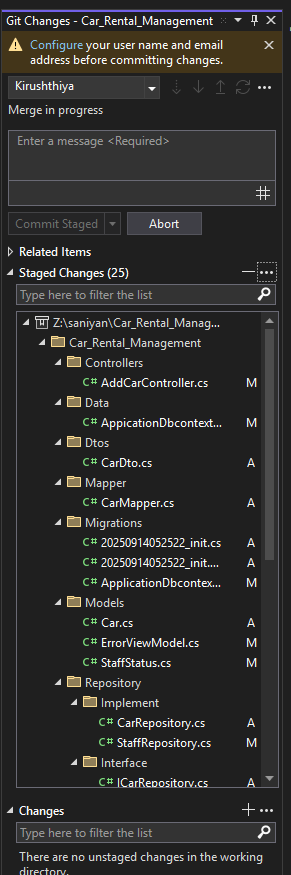 Git Changes - Car_Rental_Management
Configure your user name and email
address before committing changes.
Kirushthiya
Merge in progress
Enter a message <Required>
Commit Staged
Abort
Related Items
Staged Changes (25)
Type here to filter the list
Z:\saniyan\Car_Rental_Manag...
Car_Rental_Management
Controllers
C# AddCarController.cs M
Data
C# AppicationDbcontext... M
Dtos
C# CarDto.cs A
Mapper
C# CarMapper.cs A
Migrations
C# 20250914052522_init.cs A
C# 20250914052522_init.... A
C# ApplicationDbcontex... M
Models
C# Car.cs A
C# ErrorViewModel.cs M
C# StaffStatus.cs M
Repository
Implement
C# CarRepository.cs A
C# StaffRepository.cs M
Interface
C# ICarRepository.cs A
Changes
Type here to filter the list
There are no unstaged changes in the working
directory.